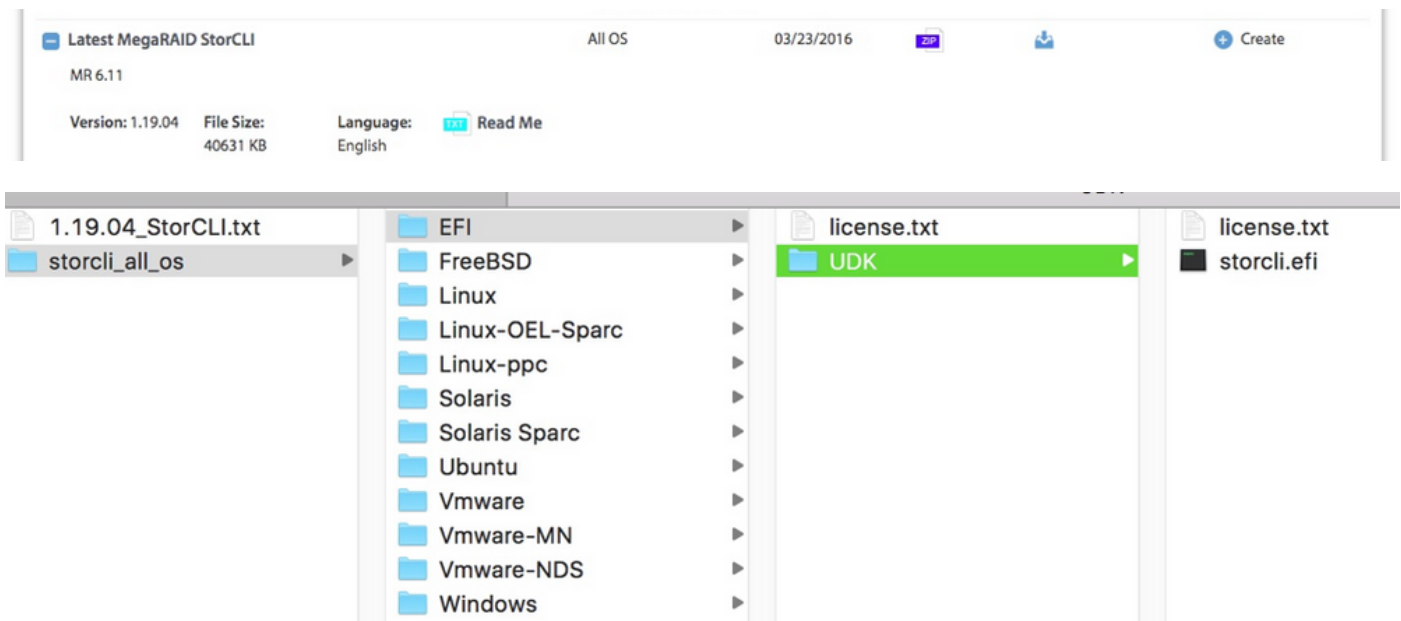 Latest MegaRAID StorCLI All OS 03/23/2016 ZIP Create
MR 6.11
Version: 1.19.04 File Size: Language: TXT Read Me
40631 KB English
1.19.04_StorCLI.txt EFI license.txt license.txt
storcli_all_os FreeBSD UDK storcli.efi
Linux
Linux-OEL-Sparc
Linux-ppc
Solaris
Solaris Sparc
Ubuntu
Vmware
Vmware-MN
Vmware-NDS
Windows